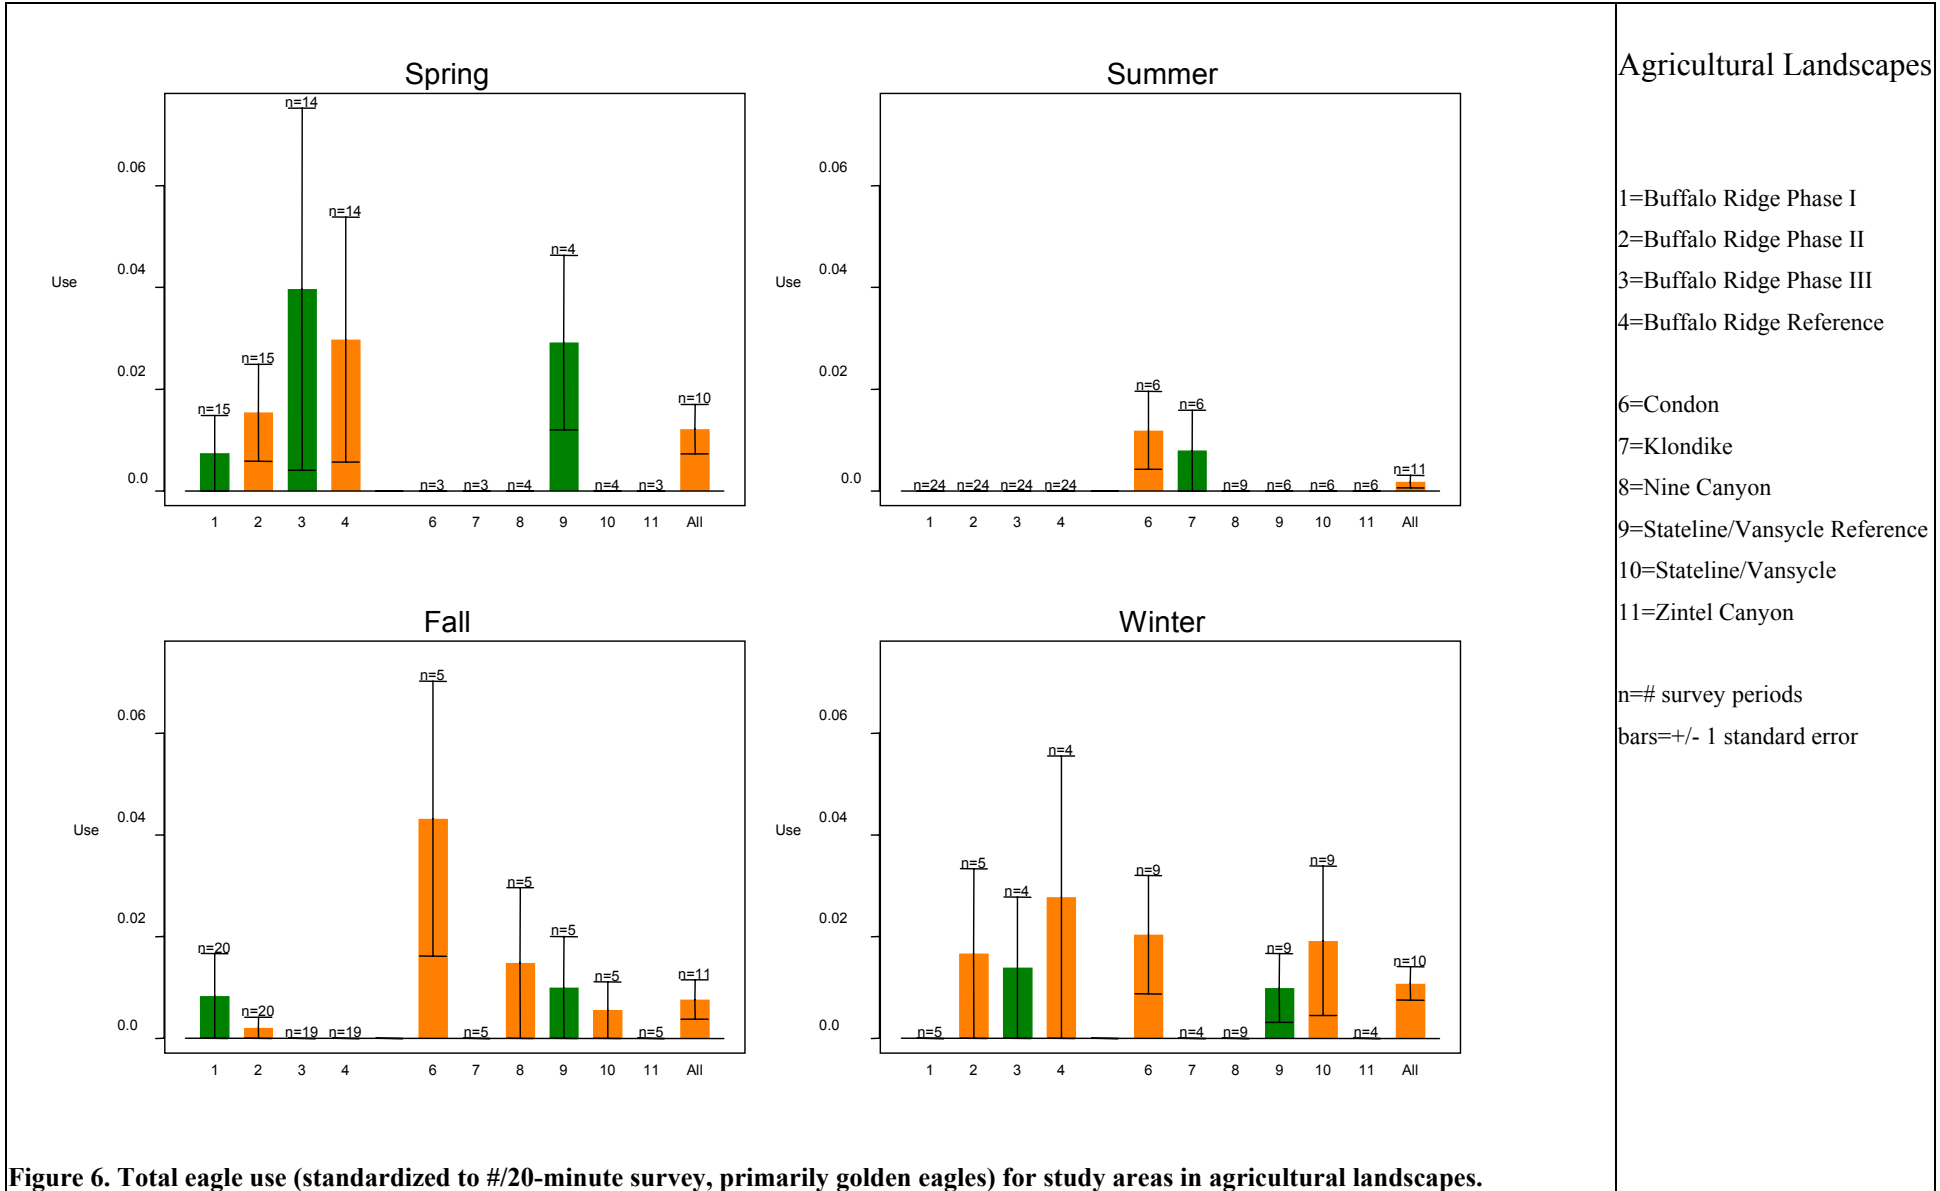 Spring
n=14
0.06
n=14
n=4
0.04
Use
n=15
0.02
n=10
n=15
0.0
n=3 n=3 n=4 n=4 n=3
1 2 3 4 6 7 8 9 10 11 All
Summer
0.06
0.04
Use
0.02
n=6
n=6
n=11
0.0
n=24 n=24 n=24 n=24 n=9 n=6 n=6 n=6
1 2 3 4 6 7 8 9 10 11 All
Fall
n=5
0.06
0.04
Use
n=5
0.02
n=5
n=20
n=5
n=11
n=20
0.0
n=19 n=19 n=5 n=5
1 2 3 4 6 7 8 9 10 11 All
Winter
0.06
n=4
0.04
Use
n=5 n=9 n=9
n=4
0.02
n=9
n=10
0.0
n=5 n=4 n=9 n=4
1 2 3 4 6 7 8 9 10 11 All
Agricultural Landscapes
1=Buffalo Ridge Phase I
2=Buffalo Ridge Phase II
3=Buffalo Ridge Phase III
4=Buffalo Ridge Reference
6=Condon
7=Klondike
8=Nine Canyon
9=Stateline/Vansycle Reference
10=Stateline/Vansycle
11=Zintel Canyon
n=# survey periods
bars=+/- 1 standard error
Figure 6. Total eagle use (standardized to #/20-minute survey, primarily golden eagles) for study areas in agricultural landscapes.